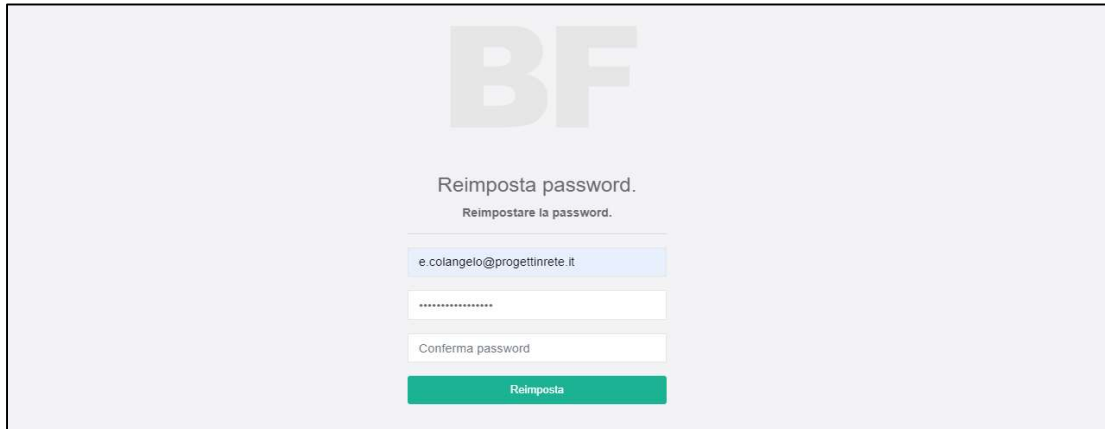 BF
Reimposta password.
Reimpostare la password.
e.colangelo@progettinrete.it
•••••••••••••••••
Conferma password
Reimposta